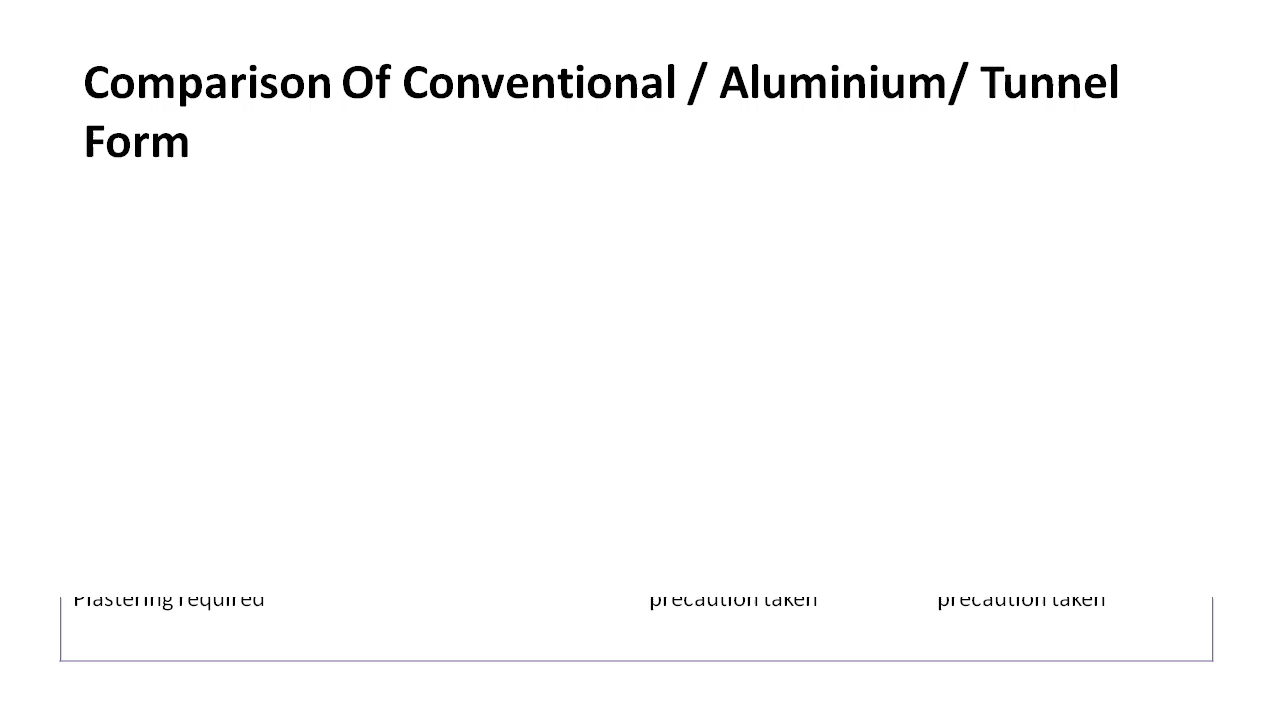 Comparison Of Conventional / Aluminium/ Tunnel
Form
Plastering required precaution taken precaution taken